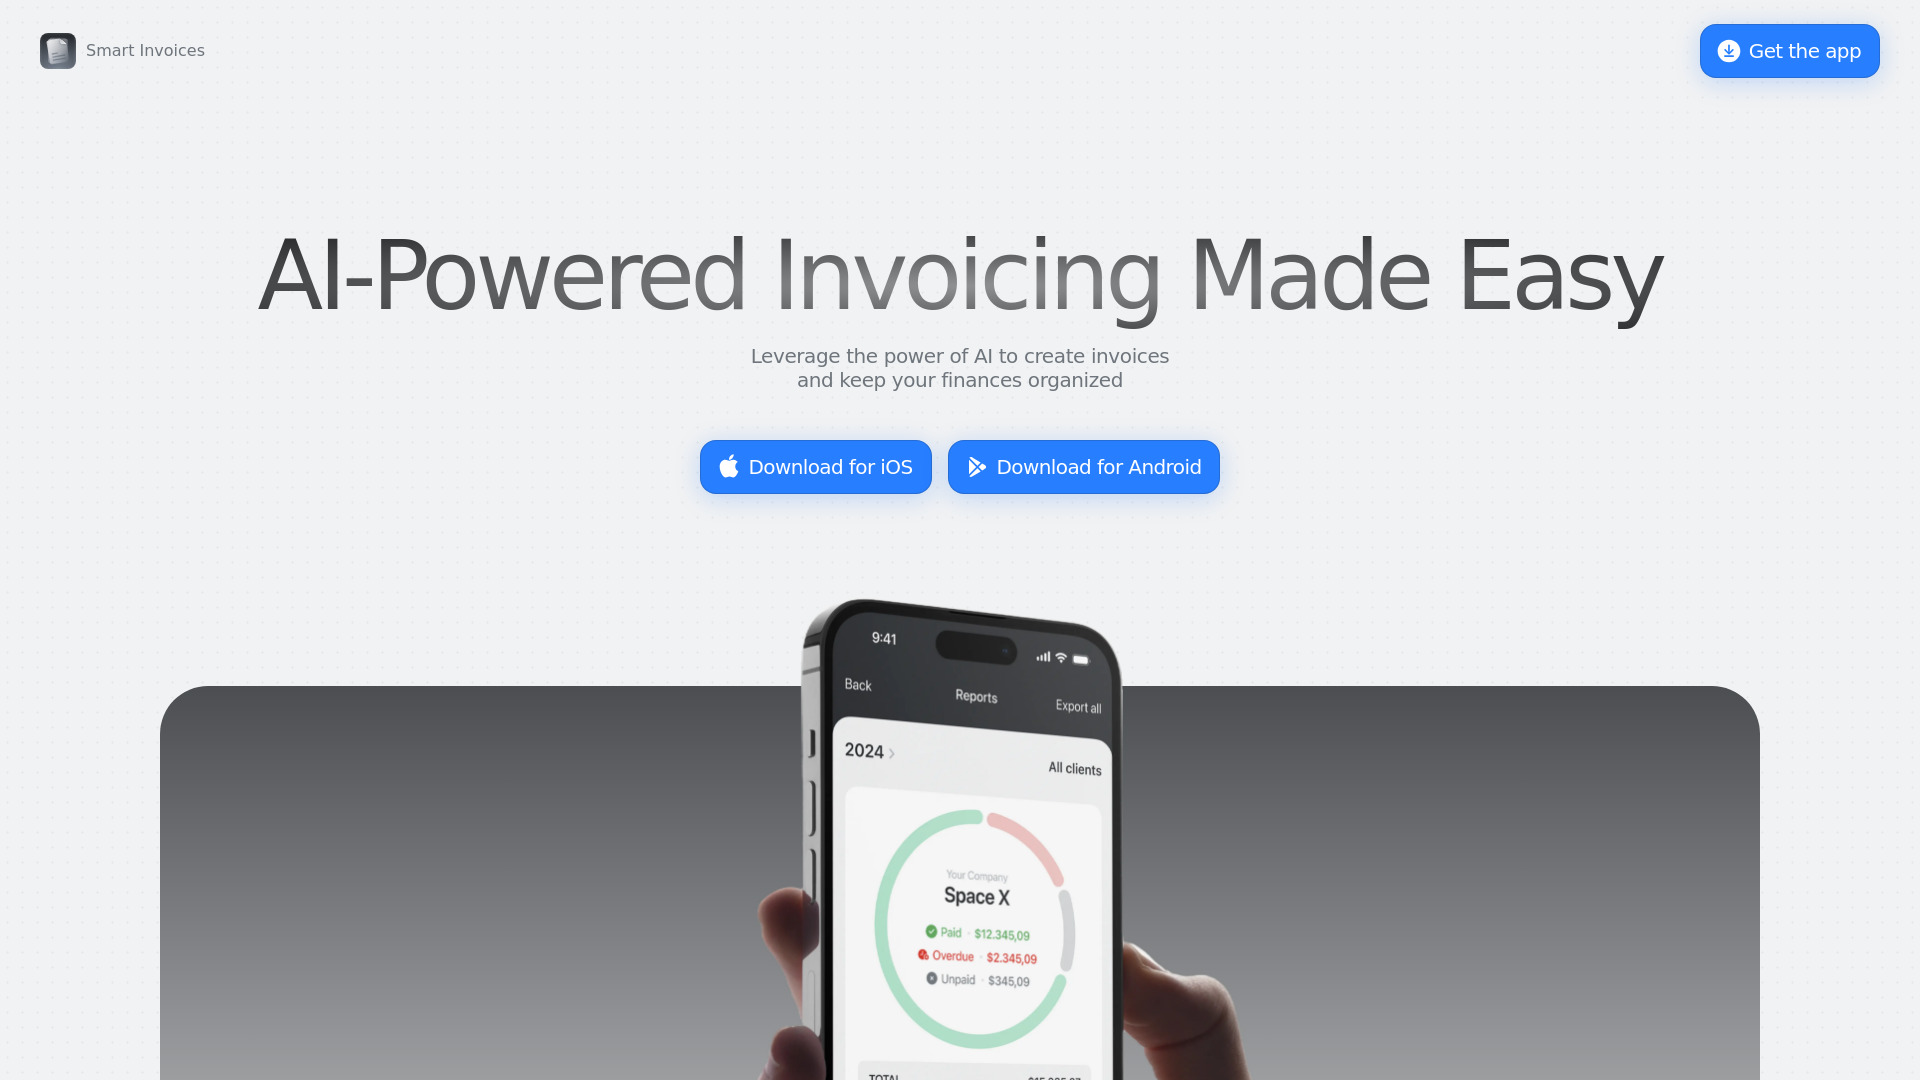 Smart Invoices
Get the app
AI-Powered Invoicing Made Easy
Leverage the power of AI to create invoices
and keep your finances organized
Download for iOS
Download for Android
9:41
Back
Reports
Export all
2024
All clients
Your Company
Space X
Paid · $12.345,09
Overdue · $2.345,09
Unpaid · $345,09
TOTAL